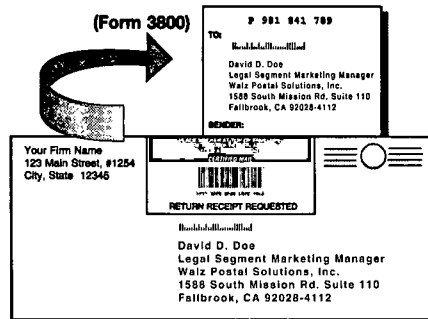 (Form 3800)
P 981 841 789
TO:
David D. Doe
Legal Segment Marketing Manager
Walz Postal Solutions, Inc.
1588 South Mission Rd. Suite 110
Fallbrook, CA 92028-4112
SENDER:
Your Firm Name
123 Main Street, #1254
City, State 12345
CERTIFIED MAIL
RETURN RECEIPT REQUESTED
David D. Doe
Legal Segment Marketing Manager
Walz Postal Solutions, Inc.
1588 South Mission Rd. Suite 110
Fallbrook, CA 92028-4112